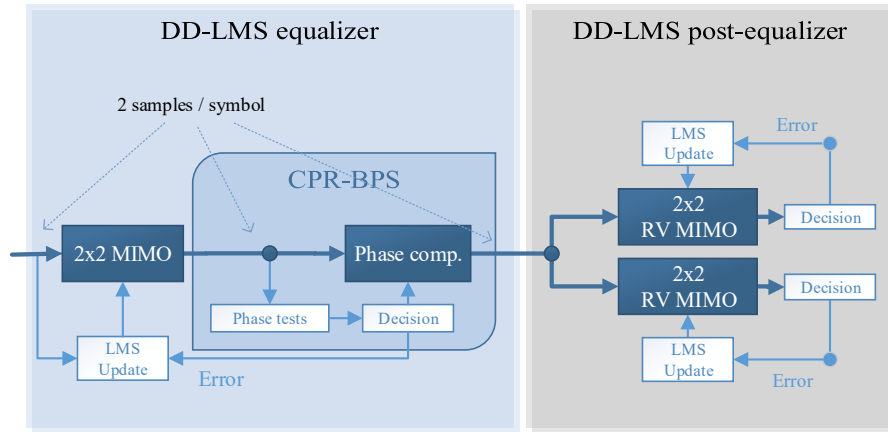 DD-LMS equalizer
DD-LMS post-equalizer
2 samples / symbol
CPR-BPS
2x2 MIMO
Phase comp.
Phase tests
Decision
LMS
Update
Error
LMS
Update
Error
2x2
RV MIMO
Decision
2x2
RV MIMO
Decision
LMS
Update
Error